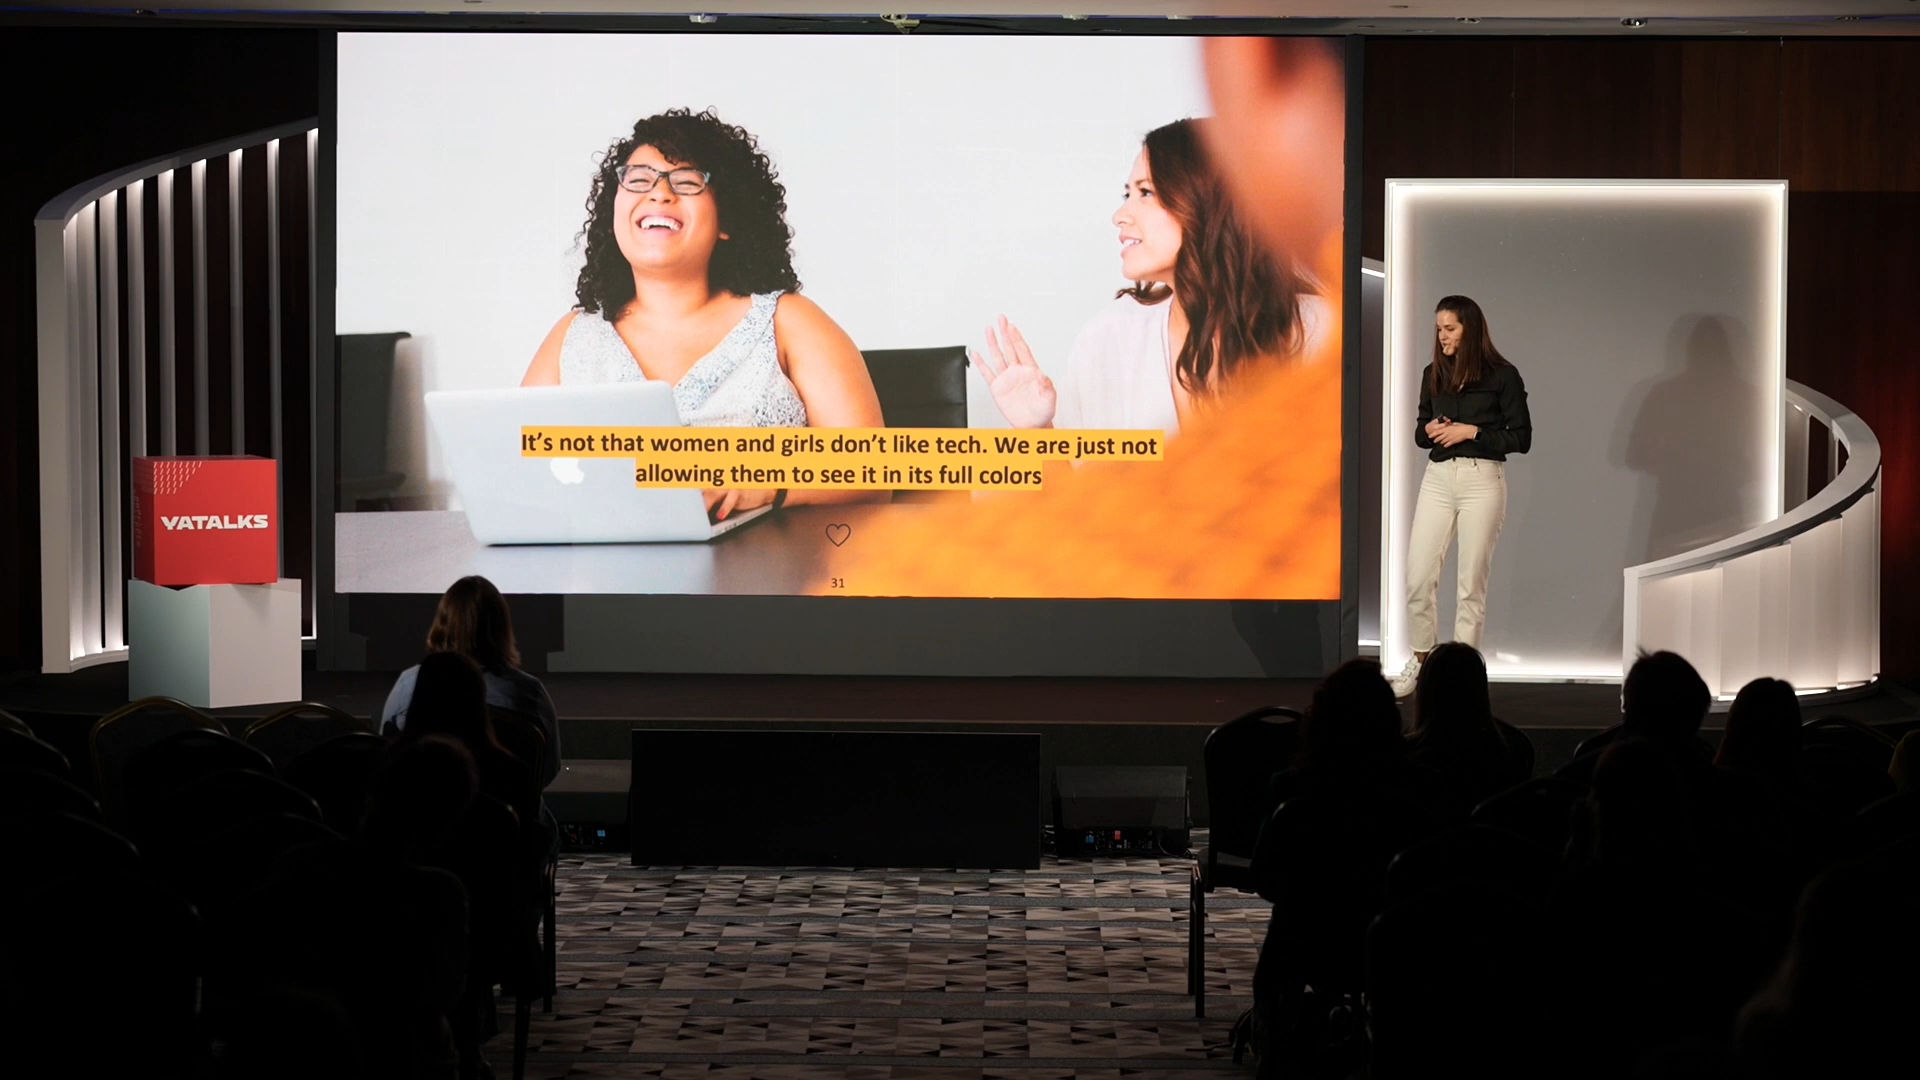 It’s not that women and girls don’t like tech. We are just not
allowing them to see it in its full colors
31
YATALKS